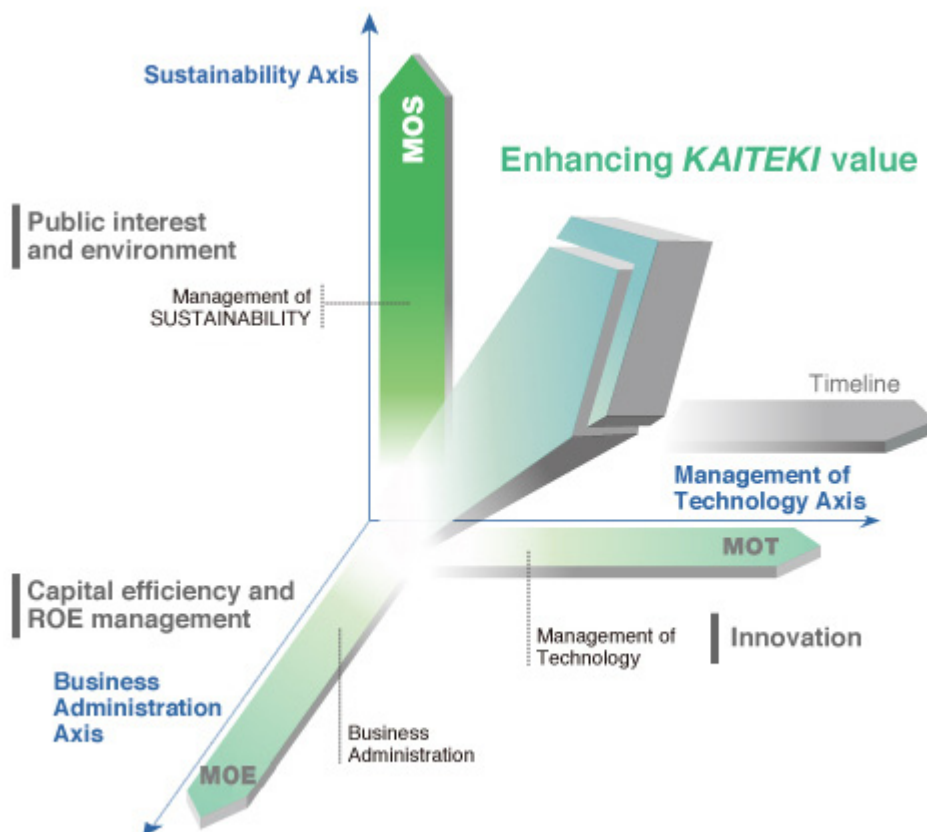 Sustainability Axis
MOS
Enhancing KAITEKI value
Public interest
and environment
Management of
SUSTAINABILITY
Timeline
Management of
Technology Axis
MOT
Capital efficiency and
ROE management
Management of
Technology
Innovation
Business
Administration
Axis
Business
Administration
MOE